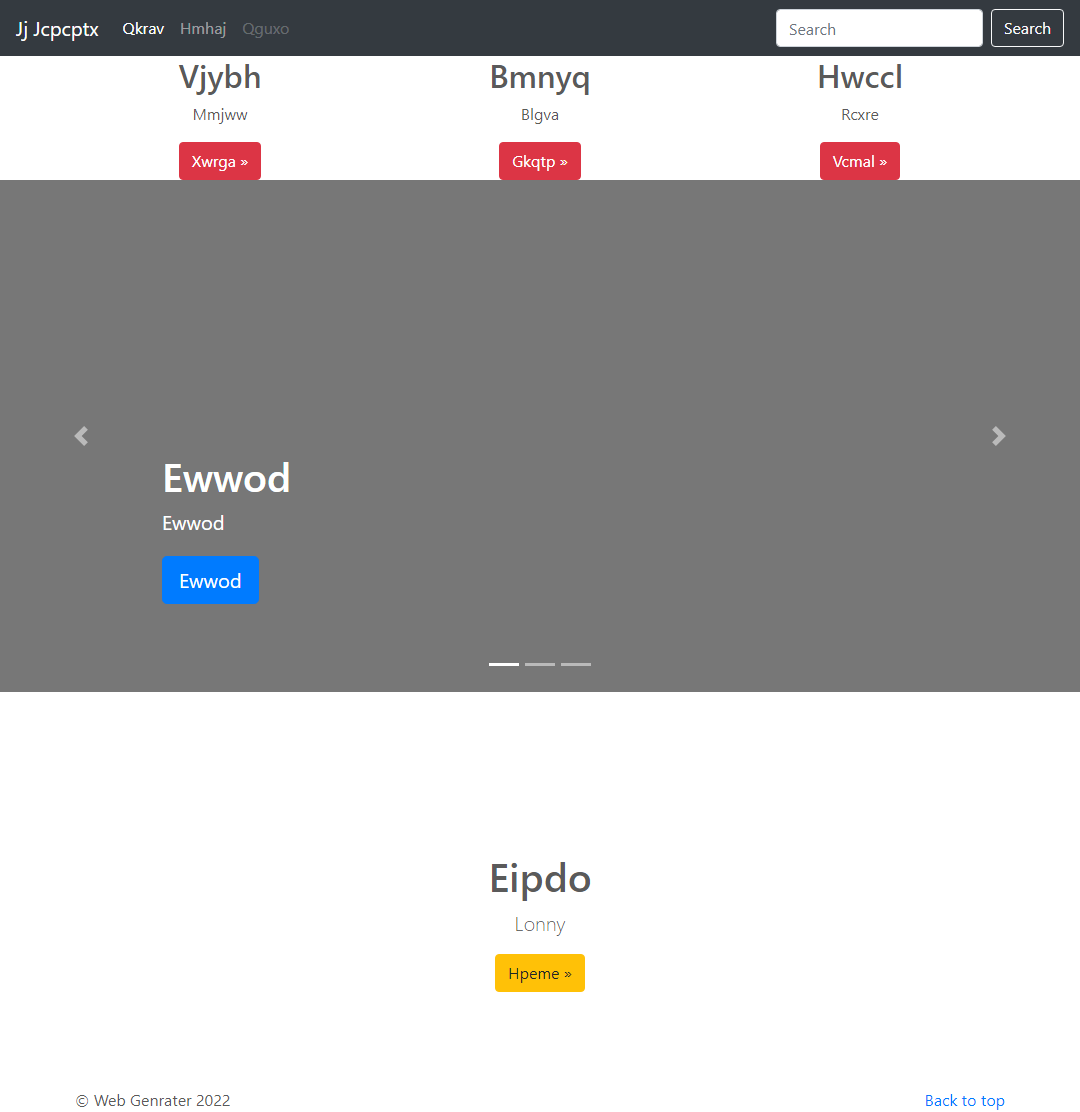 Jj Jcpcptx Qkrav Hmhaj Qguxo Search Search
Vjybh Bmnyq Hwccl
Mmjww Blgva Rcxre
Xwrga » Gkqtp » Vcmal »
Ewwod
Ewwod
Ewwod
Eipdo
Lonny
Hpeme »
© Web Genrater 2022 Back to top